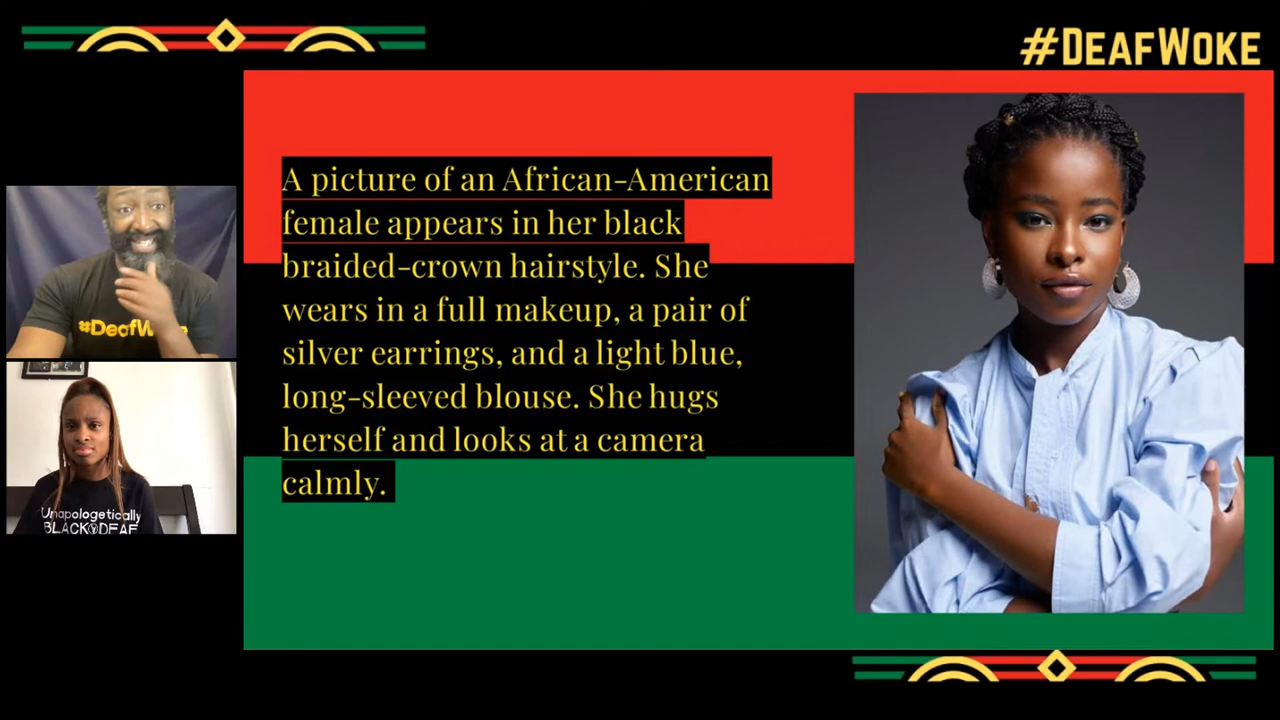 #DEAFWOKE
A picture of an African-American
female appears in her black
braided-crown hairstyle. She
wears in a full makeup, a pair of
silver earrings, and a light blue,
long-sleeved blouse. She hugs
herself and looks at a camera
calmly.
Unapologetically
BLACK DEAF